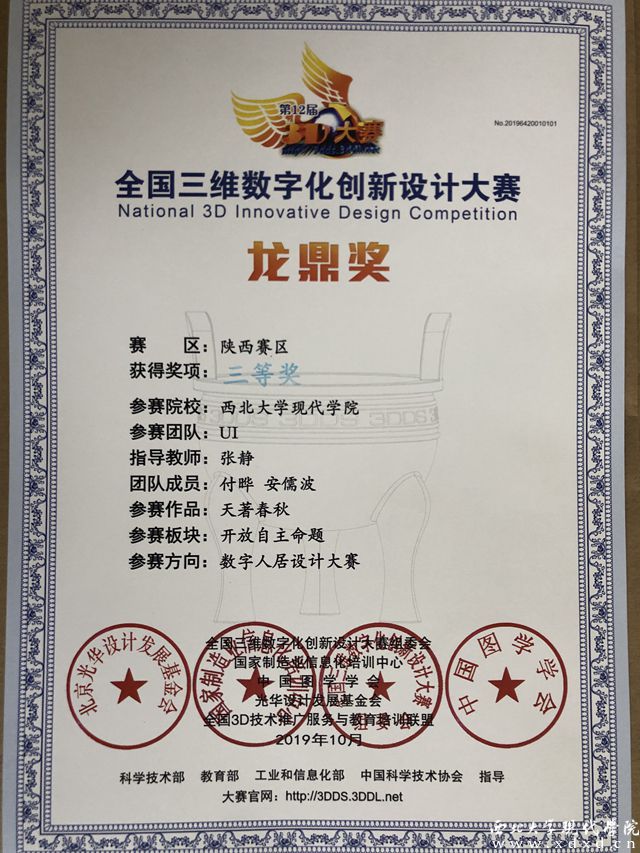 第12届
3D大赛
No.20196420010101
全国三维数字化创新设计大赛
National 3D Innovative Design Competition
龙鼎奖
赛 区：陕西赛区
获得奖项：三等奖
参赛院校：西北大学现代学院
参赛团队：UI
指导教师：张静
团队成员：付晔 安儒波
参赛作品：天著春秋
参赛板块：开放自主命题
参赛方向：数字人居设计大赛
全国三维数字化创新设计大赛组委会
国家制造业信息化培训中心
中国图学学会
光华设计发展基金会
全国3D技术推广服务与教育培训联盟
2019年10月
北京光华设计发展基金会
中国图学学会
科学技术部 教育部 工业和信息化部 中国科学技术协会 指导
大赛官网：http://3DDS.3DDL.net
西北大学现代学院
www.xdxd.cn